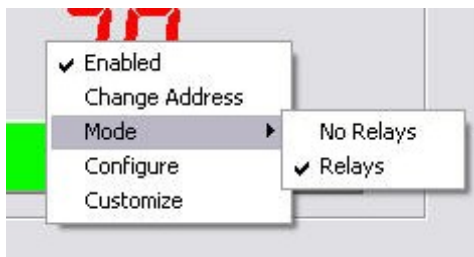 Enabled
Change Address
Mode
Configure
Customize
No Relays
Relays